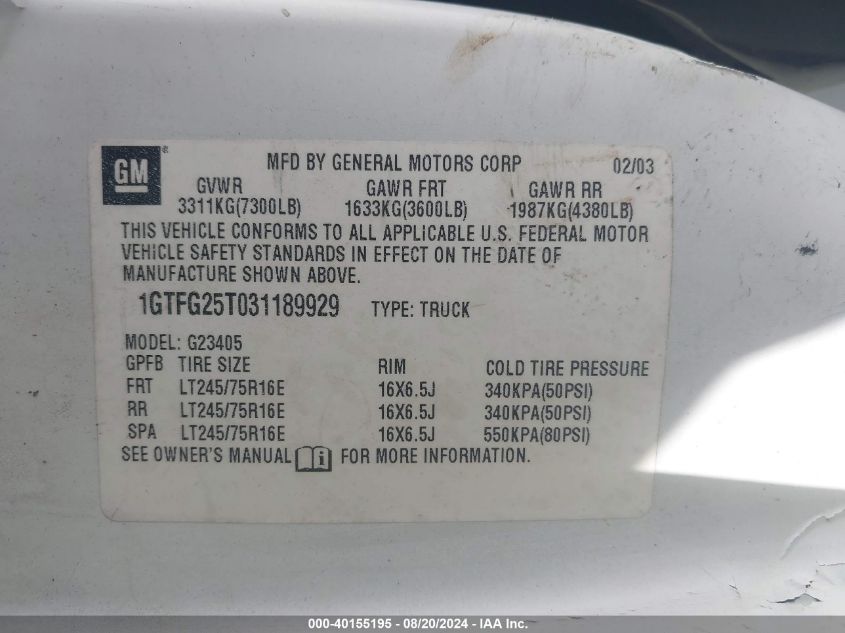 GM
MFD BY GENERAL MOTORS CORP 02/03
GVWR GAWR FRT GAWR RR
3311KG(7300LB) 1633KG(3600LB) 1987KG(4380LB)
THIS VEHICLE CONFORMS TO ALL APPLICABLE U.S. FEDERAL MOTOR
VEHICLE SAFETY STANDARDS IN EFFECT ON THE DATE OF
MANUFACTURE SHOWN ABOVE.
1GTFG25T031189929 TYPE: TRUCK
MODEL: G23405
GPFB TIRE SIZE RIM COLD TIRE PRESSURE
FRT LT245/75R16E 16X6.5J 340KPA(50PSI)
RR LT245/75R16E 16X6.5J 340KPA(50PSI)
SPA LT245/75R16E 16X6.5J 550KPA(80PSI)
SEE OWNER'S MANUAL i FOR MORE INFORMATION.
000-40155195 - 08/20/2024 - IAA Inc.